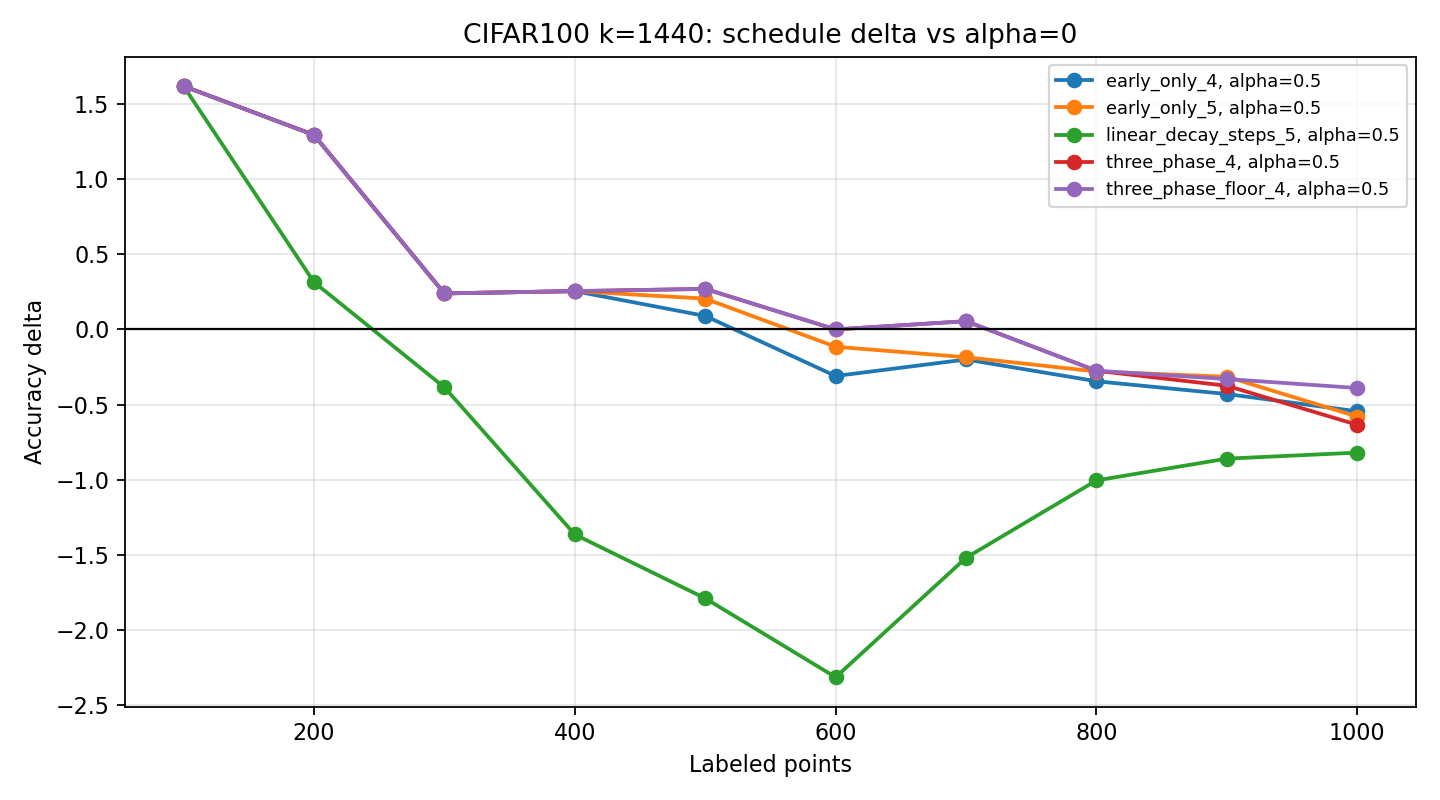 CIFAR100 k=1440: schedule delta vs alpha=0
early_only_4, alpha=0.5
early_only_5, alpha=0.5
linear_decay_steps_5, alpha=0.5
three_phase_4, alpha=0.5
three_phase_floor_4, alpha=0.5
Accuracy delta
1.5
1.0
0.5
0.0
−0.5
−1.0
−1.5
−2.0
−2.5
200 400 600 800 1000
Labeled points